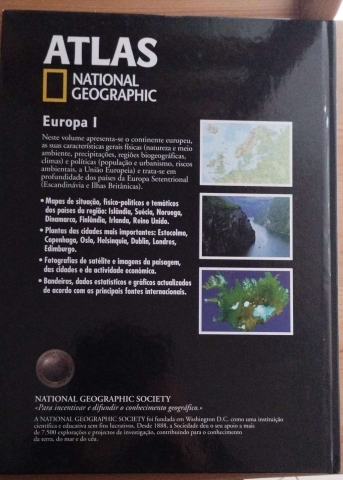 ATLAS
NATIONAL
GEOGRAPHIC
Europa I
Neste volume apresenta-se o continente europeu,
as suas características gerais físicas (natureza e meio
ambiente, precipitações, regiões biogeográficas,
climas) e políticas (população e urbanismo, riscos
ambientais, a União Europeia) e trata-se em
profundidade dos países da Europa Setentrional
(Escandinávia e Ilhas Britânicas).
• Mapas de situação, físico-políticos e temáticos
dos países da região: Islândia, Suécia, Noruega,
Dinamarca, Finlândia, Irlanda, Reino Unido.
• Plantas das cidades mais importantes: Estocolmo,
Copenhaga, Oslo, Helsínquia, Dublin, Londres,
Edimburgo.
• Fotografias de satélite e imagens da paisagem,
das cidades e da actividade económica.
• Bandeiras, dados estatísticos e gráficos actualizados
de acordo com as principais fontes internacionais.
NATIONAL GEOGRAPHIC SOCIETY
«Para incentivar e difundir o conhecimento geográfico.»
A NATIONAL GEOGRAPHIC SOCIETY foi fundada em Washington D.C. como uma instituição
científica e educativa sem fins lucrativos. Desde 1888, a Sociedade deu o seu apoio a mais
de 7.500 explorações e projectos de investigação, contribuindo para o conhecimento
da terra, do mar e do céu.